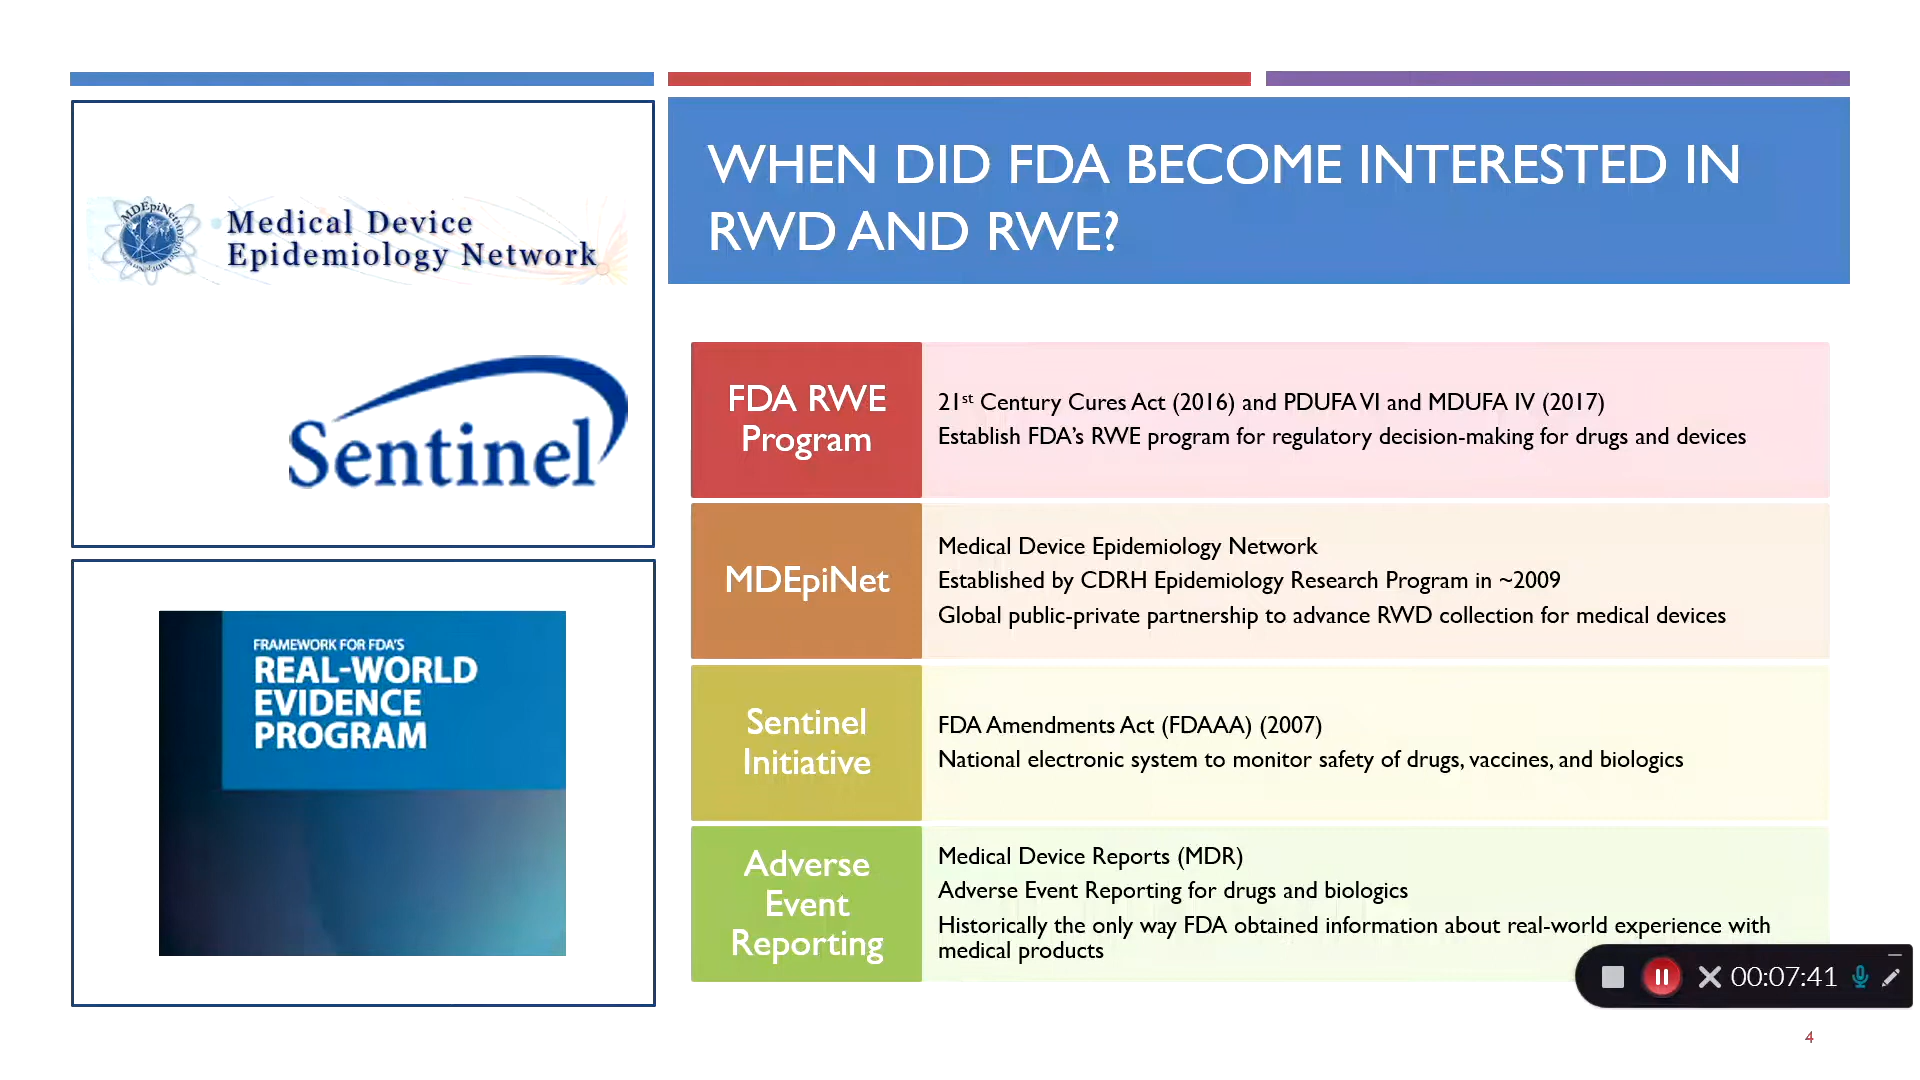 WHEN DID FDA BECOME INTERESTED IN
RWD AND RWE?
MDEpiNet
Medical Device
Epidemiology Network
Sentinel
FRAMEWORK FOR FDA'S
REAL-WORLD
EVIDENCE
PROGRAM
FDA RWE
Program
21st Century Cures Act (2016) and PDUFA VI and MDUFA IV (2017)
Establish FDA's RWE program for regulatory decision-making for drugs and devices
MDEpiNet
Medical Device Epidemiology Network
Established by CDRH Epidemiology Research Program in ~2009
Global public-private partnership to advance RWD collection for medical devices
Sentinel
Initiative
FDA Amendments Act (FDAAA) (2007)
National electronic system to monitor safety of drugs, vaccines, and biologics
Adverse
Event
Reporting
Medical Device Reports (MDR)
Adverse Event Reporting for drugs and biologics
Historically the only way FDA obtained information about real-world experience with
medical products
00:07:41
4